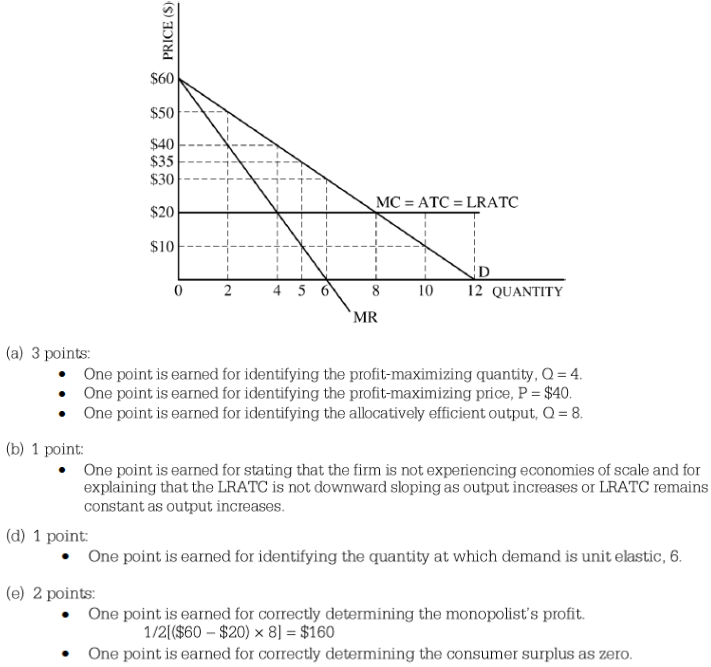 PRICE ($)
$60
$50
$40
$35
$30
MC = ATC = LRATC
$20
$10
D
0 2 4 5 6 8 10 12 QUANTITY
MR
(a) 3 points:
• One point is earned for identifying the profit-maximizing quantity, Q = 4.
• One point is earned for identifying the profit-maximizing price, P = $40.
• One point is earned for identifying the allocatively efficient output, Q = 8.
(b) 1 point:
• One point is earned for stating that the firm is not experiencing economies of scale and for
explaining that the LRATC is not downward sloping as output increases or LRATC remains
constant as output increases.
(d) 1 point:
• One point is earned for identifying the quantity at which demand is unit elastic, 6.
(e) 2 points:
• One point is earned for correctly determining the monopolist's profit.
1/2[($60 – $20) × 8] = $160
• One point is earned for correctly determining the consumer surplus as zero.